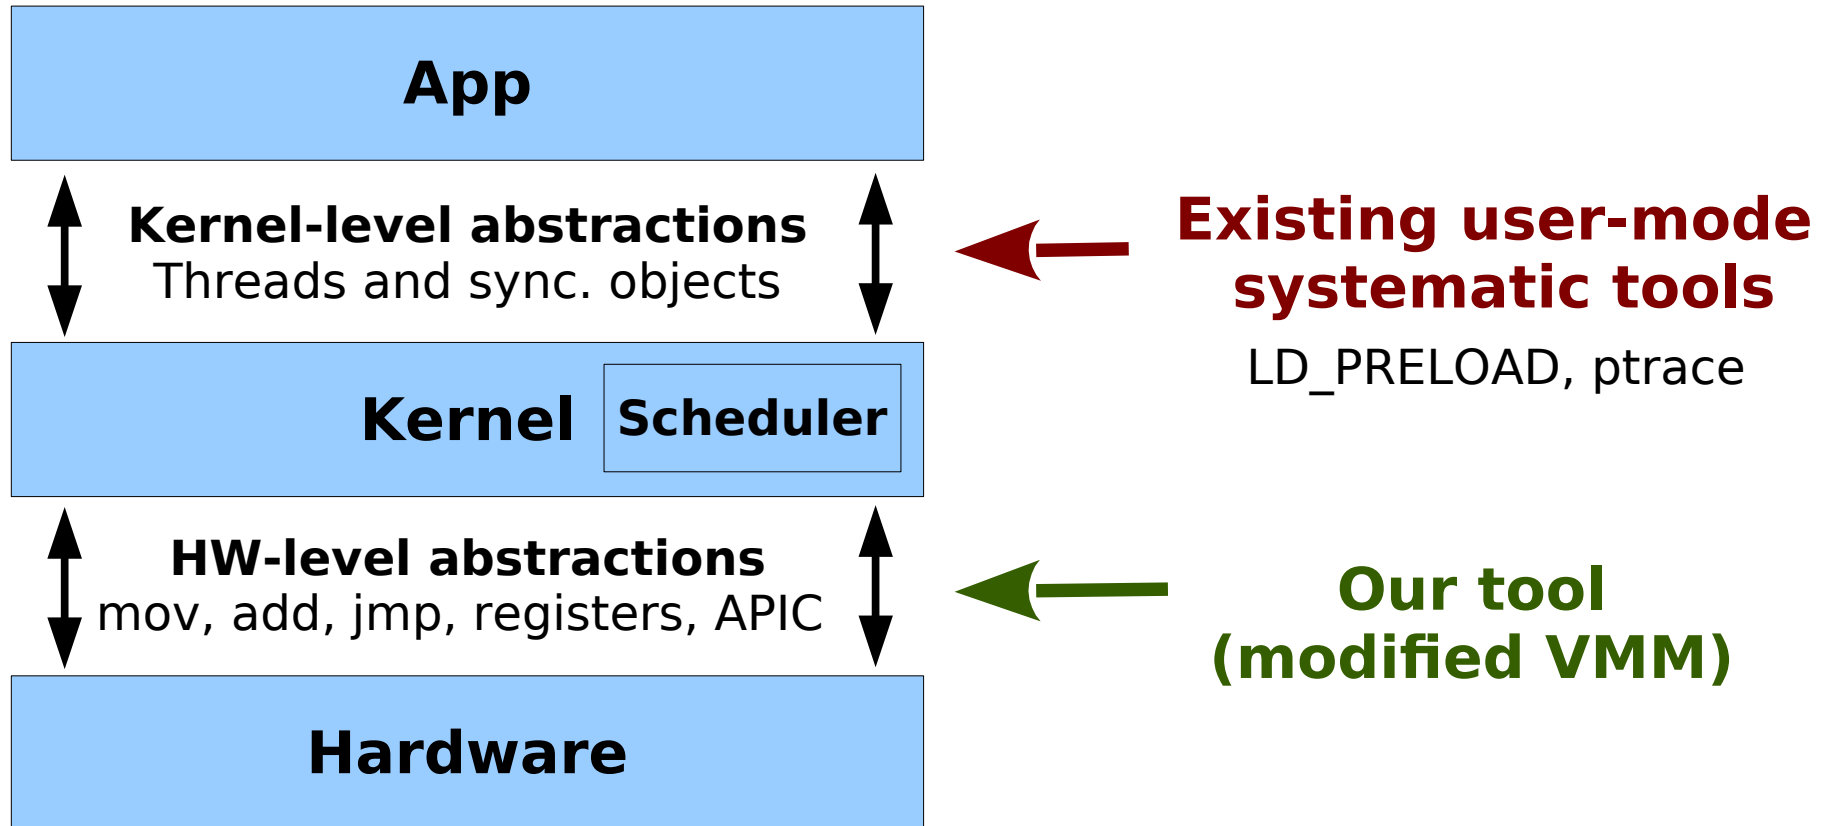 App
Kernel-level abstractions
Threads and sync. objects
Existing user-mode
systematic tools
LD_PRELOAD, ptrace
Kernel
Scheduler
HW-level abstractions
mov, add, jmp, registers, APIC
Our tool
(modified VMM)
Hardware